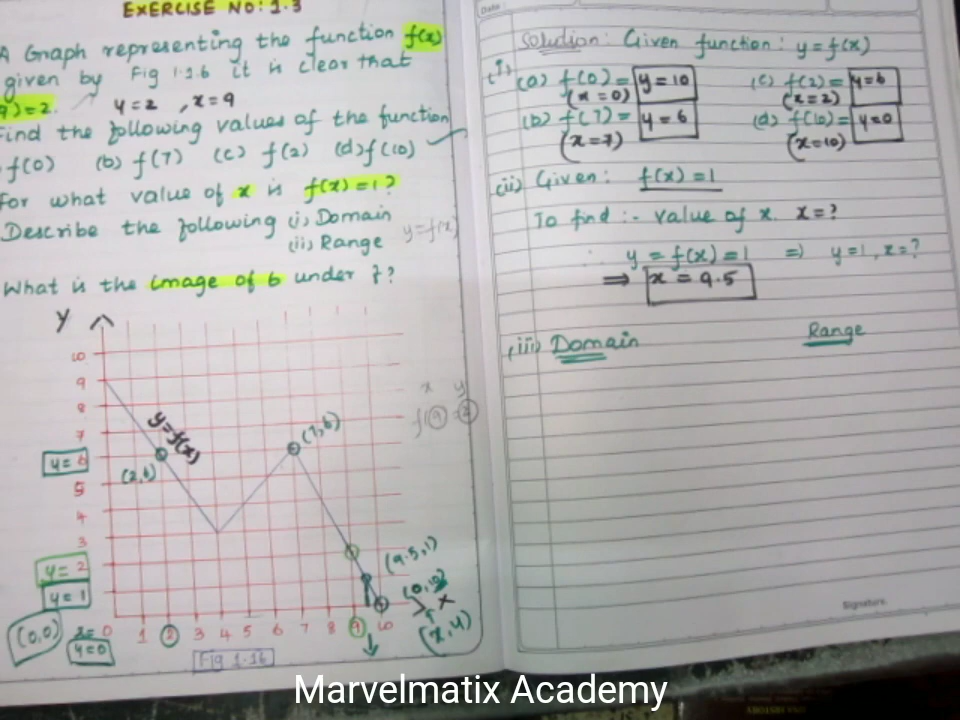 EXERCISE NO: 1.3
A Graph representing the function f(x)
given by Fig 1.16 it is clear that
9) = 2. y = 2 , x = 9
Find the following values of the function
f(0) (b) f(7) (c) f(2) (d) f(10)
For what value of x is f(x) = 1?
Describe the following (i) Domain
(ii) Range y = f(x)
What is the image of 6 under f?
Y
10
9
8
7
y = 6
5
4
3
y = 2
y = 1
y = f(x)
(2,6)
(7,6)
x y
f(9) = 2
(9.5,1)
X
(x, y)
(0,0)
x = 0 1 2 3 4 5 6 7 8 9 10
y = 0
Fig 1.16
Date:
Solution: Given function: y = f(x)
(i) (a) f(0) = y = 10 (c) f(2) = y = 6
(x = 0) (x = 2)
(b) f(7) = y = 6 (d) f(10) = y = 0
(x = 7) (x = 10)
(ii) Given: f(x) = 1
To find :- value of x. x = ?
∴ y = f(x) = 1 ⇒ y = 1, x = ?
⇒ x = 9.5
(iii) Domain Range
Signature.
Marvelmatix Academy